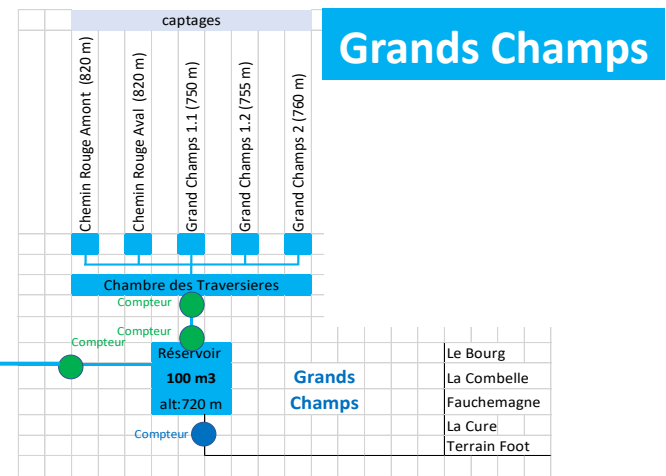 captages
Grands Champs
Chemin Rouge Amont (820 m)
Chemin Rouge Aval (820 m)
Grand Champs 1.1 (750 m)
Grand Champs 1.2 (755 m)
Grand Champs 2 (760 m)
Chambre des Traversieres
Compteur
Compteur
Compteur
Réservoir
100 m3
alt:720 m
Grands
Champs
Compteur
Le Bourg
La Combelle
Fauchemagne
La Cure
Terrain Foot